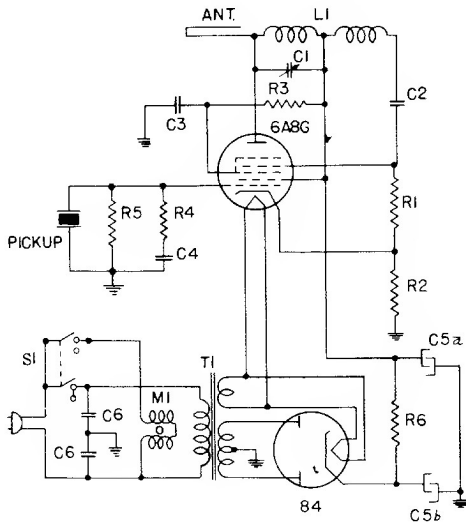 ANT.
L1
C1
R3
C2
C3
6A8G
R1
R5
R4
PICKUP
C4
R2
C5a
S1
T1
M1
C6
R6
C6
84
C5b